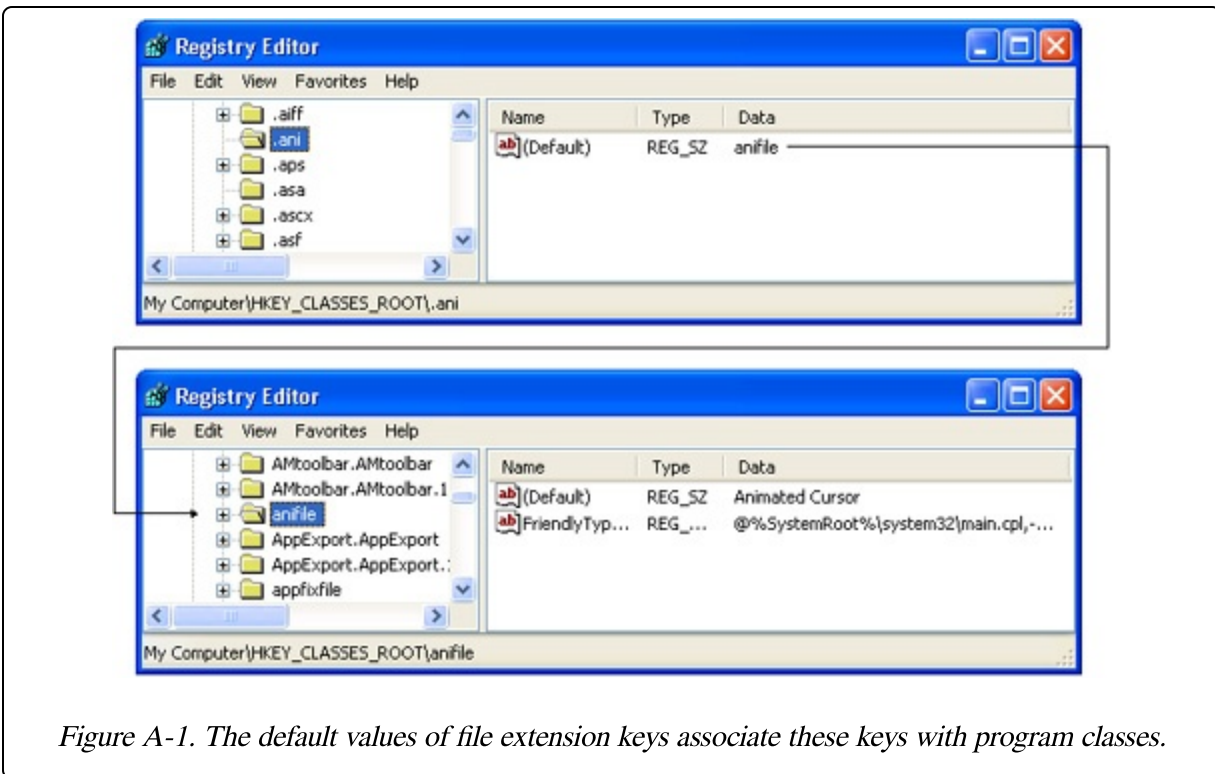 Registry Editor
File Edit View Favorites Help
.aiff
.ani
.aps
.asa
.ascx
.asf
Name Type Data
(Default) REG_SZ anifile
My Computer\HKEY_CLASSES_ROOT\.ani
Registry Editor
File Edit View Favorites Help
AMtoolbar.AMtoolbar
AMtoolbar.AMtoolbar.1
anifile
AppExport.AppExport
AppExport.AppExport.
appfixfile
Name Type Data
(Default) REG_SZ Animated Cursor
FriendlyTyp... REG_... @%SystemRoot%\system32\main.cpl,-...
My Computer\HKEY_CLASSES_ROOT\anifile
Figure A-1. The default values of file extension keys associate these keys with program classes.